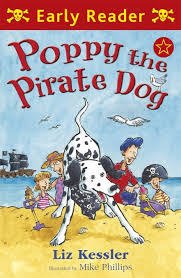 Early Reader
Poppy the
Pirate Dog
Liz Kessler
Illustrated by Mike Phillips